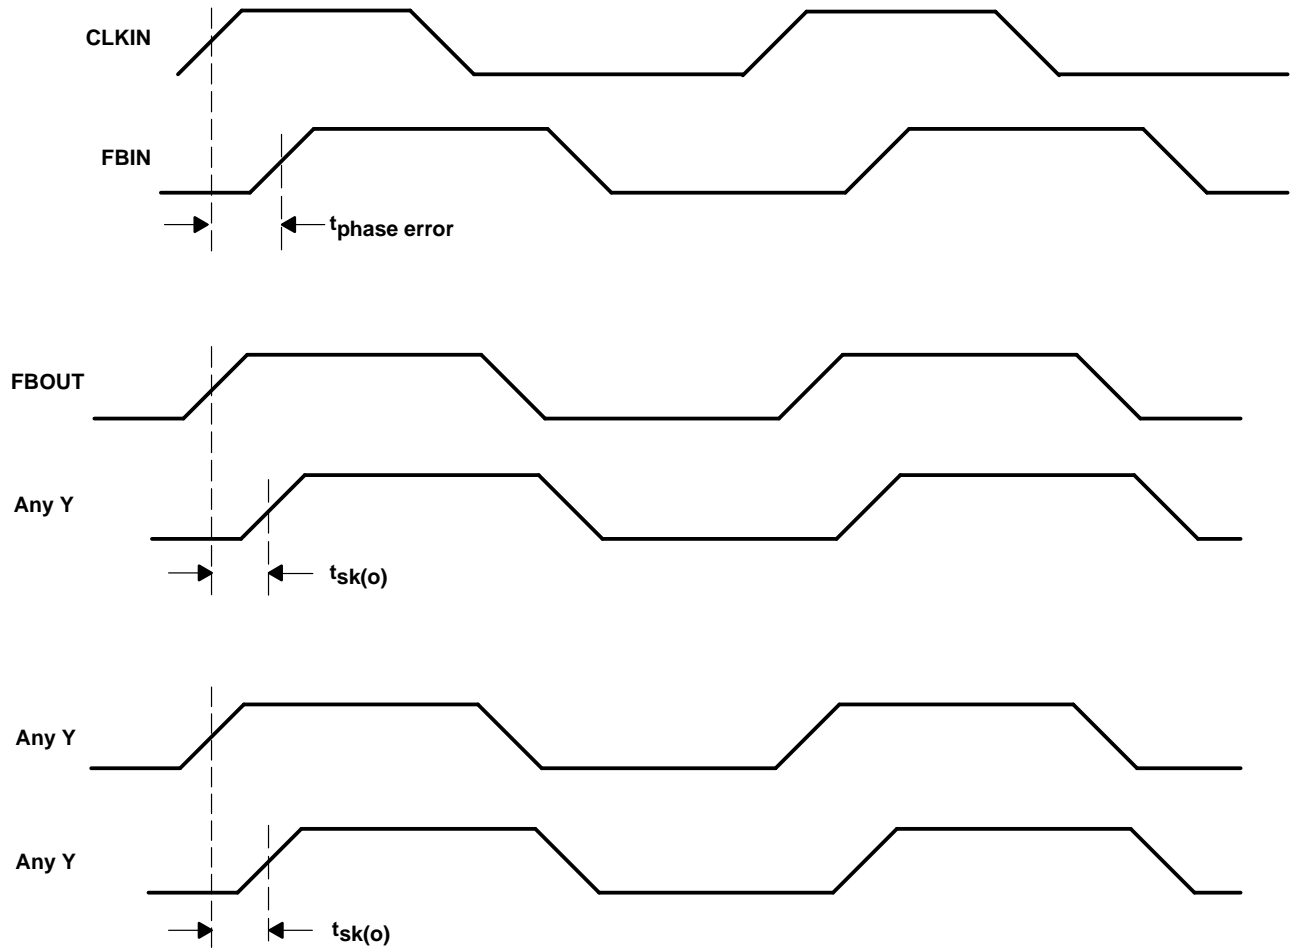 CLKIN
FBIN
tphase error
FBOUT
Any Y
tsk(o)
Any Y
Any Y
tsk(o)